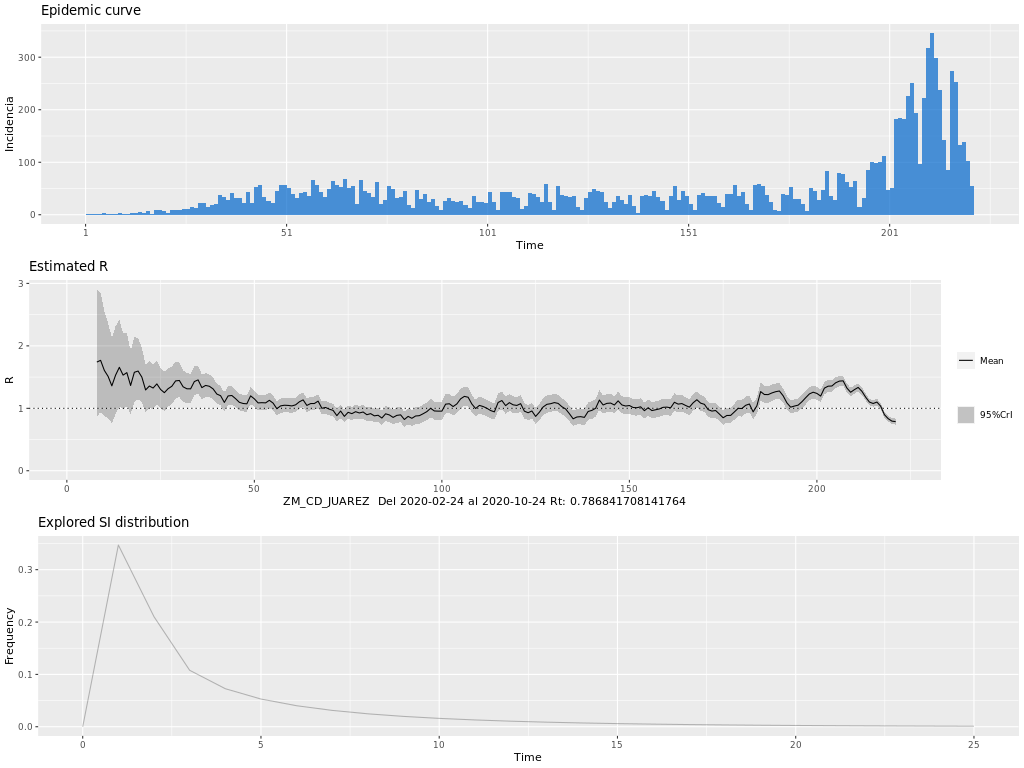 Epidemic curve
300
200
100
0
Incidencia
1 51 101 151 201
Time
Estimated R
3
2
1
0
R
0 50 100 150 200
ZM_CD_JUAREZ Del 2020-02-24 al 2020-10-24 Rt: 0.786841708141764
Mean
95%CrI
Explored SI distribution
0.3
0.2
0.1
0.0
Frequency
0 5 10 15 20 25
Time